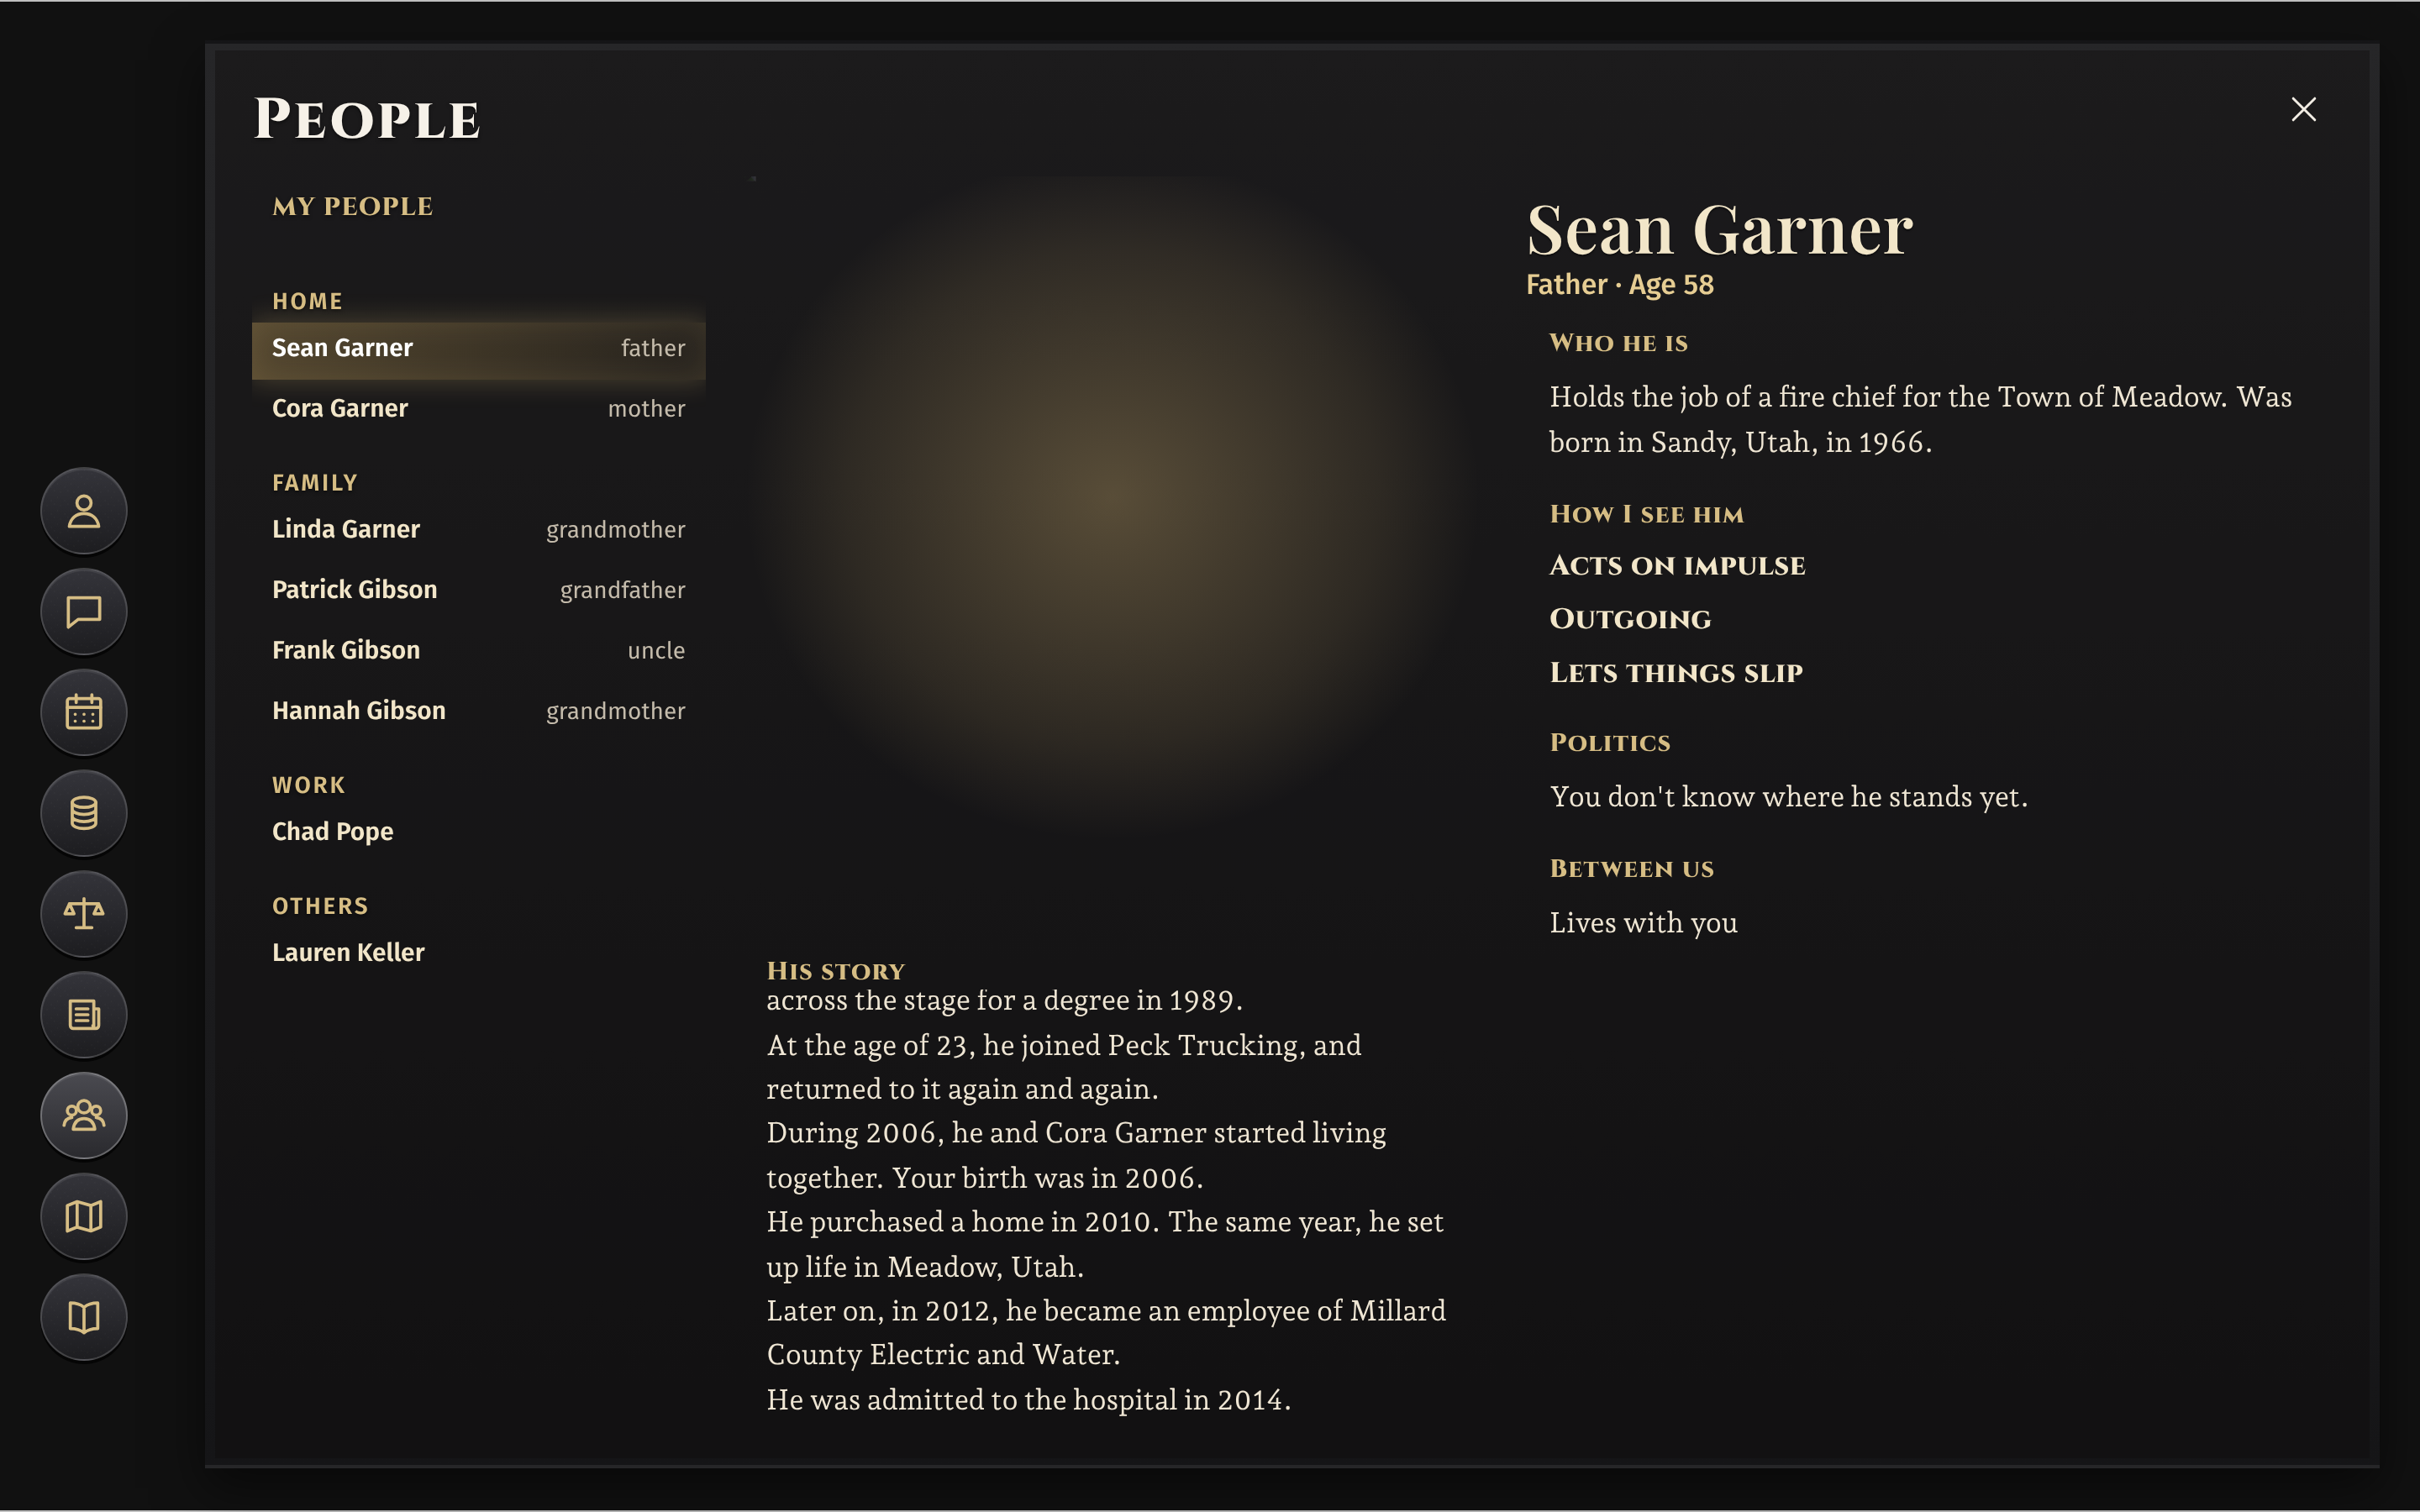 People
MY PEOPLE
HOME
Sean Garner father
Cora Garner mother
FAMILY
Linda Garner grandmother
Patrick Gibson grandfather
Frank Gibson uncle
Hannah Gibson grandmother
WORK
Chad Pope
OTHERS
Lauren Keller
His story
across the stage for a degree in 1989.
At the age of 23, he joined Peck Trucking, and
returned to it again and again.
During 2006, he and Cora Garner started living
together. Your birth was in 2006.
He purchased a home in 2010. The same year, he set
up life in Meadow, Utah.
Later on, in 2012, he became an employee of Millard
County Electric and Water.
He was admitted to the hospital in 2014.
Sean Garner
Father · Age 58
Who he is
Holds the job of a fire chief for the Town of Meadow. Was
born in Sandy, Utah, in 1966.
How I see him
Acts on impulse
Outgoing
Lets things slip
Politics
You don't know where he stands yet.
Between us
Lives with you